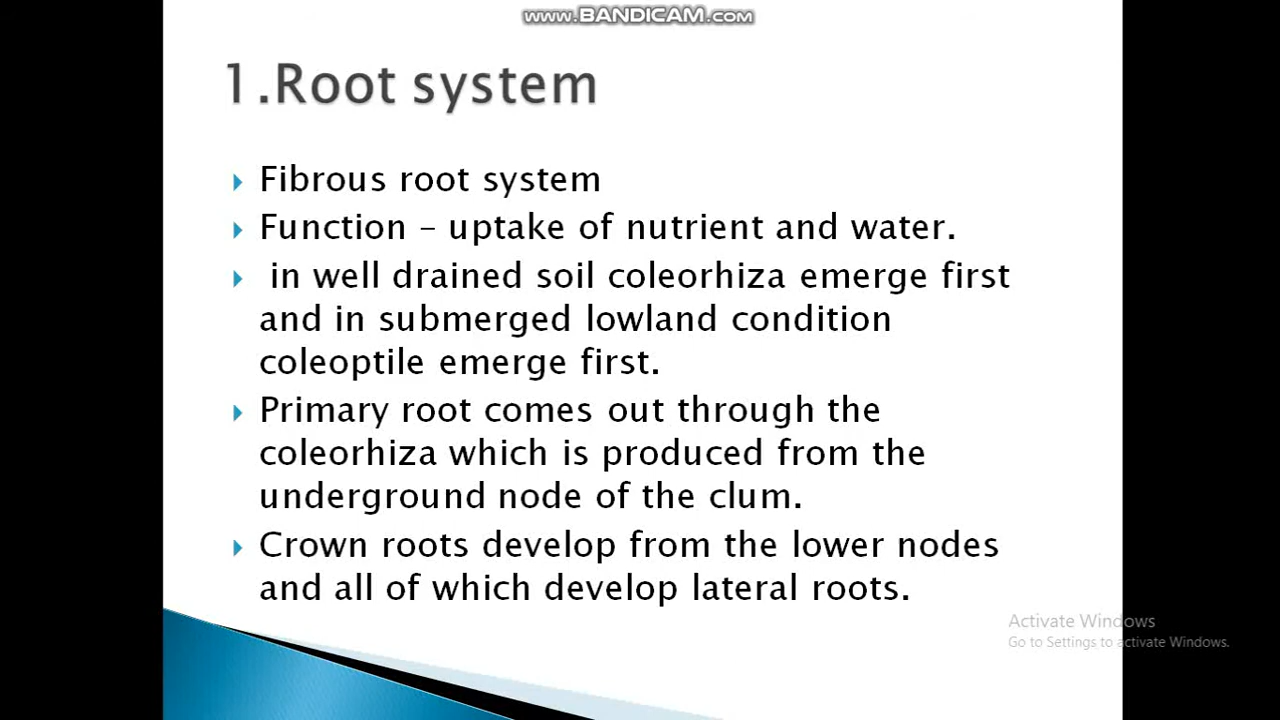 www.BANDICAM.com
1.Root system
Fibrous root system
Function – uptake of nutrient and water.
in well drained soil coleorhiza emerge first
and in submerged lowland condition
coleoptile emerge first.
Primary root comes out through the
coleorhiza which is produced from the
underground node of the clum.
Crown roots develop from the lower nodes
and all of which develop lateral roots.
Activate Windows
Go to Settings to activate Windows.